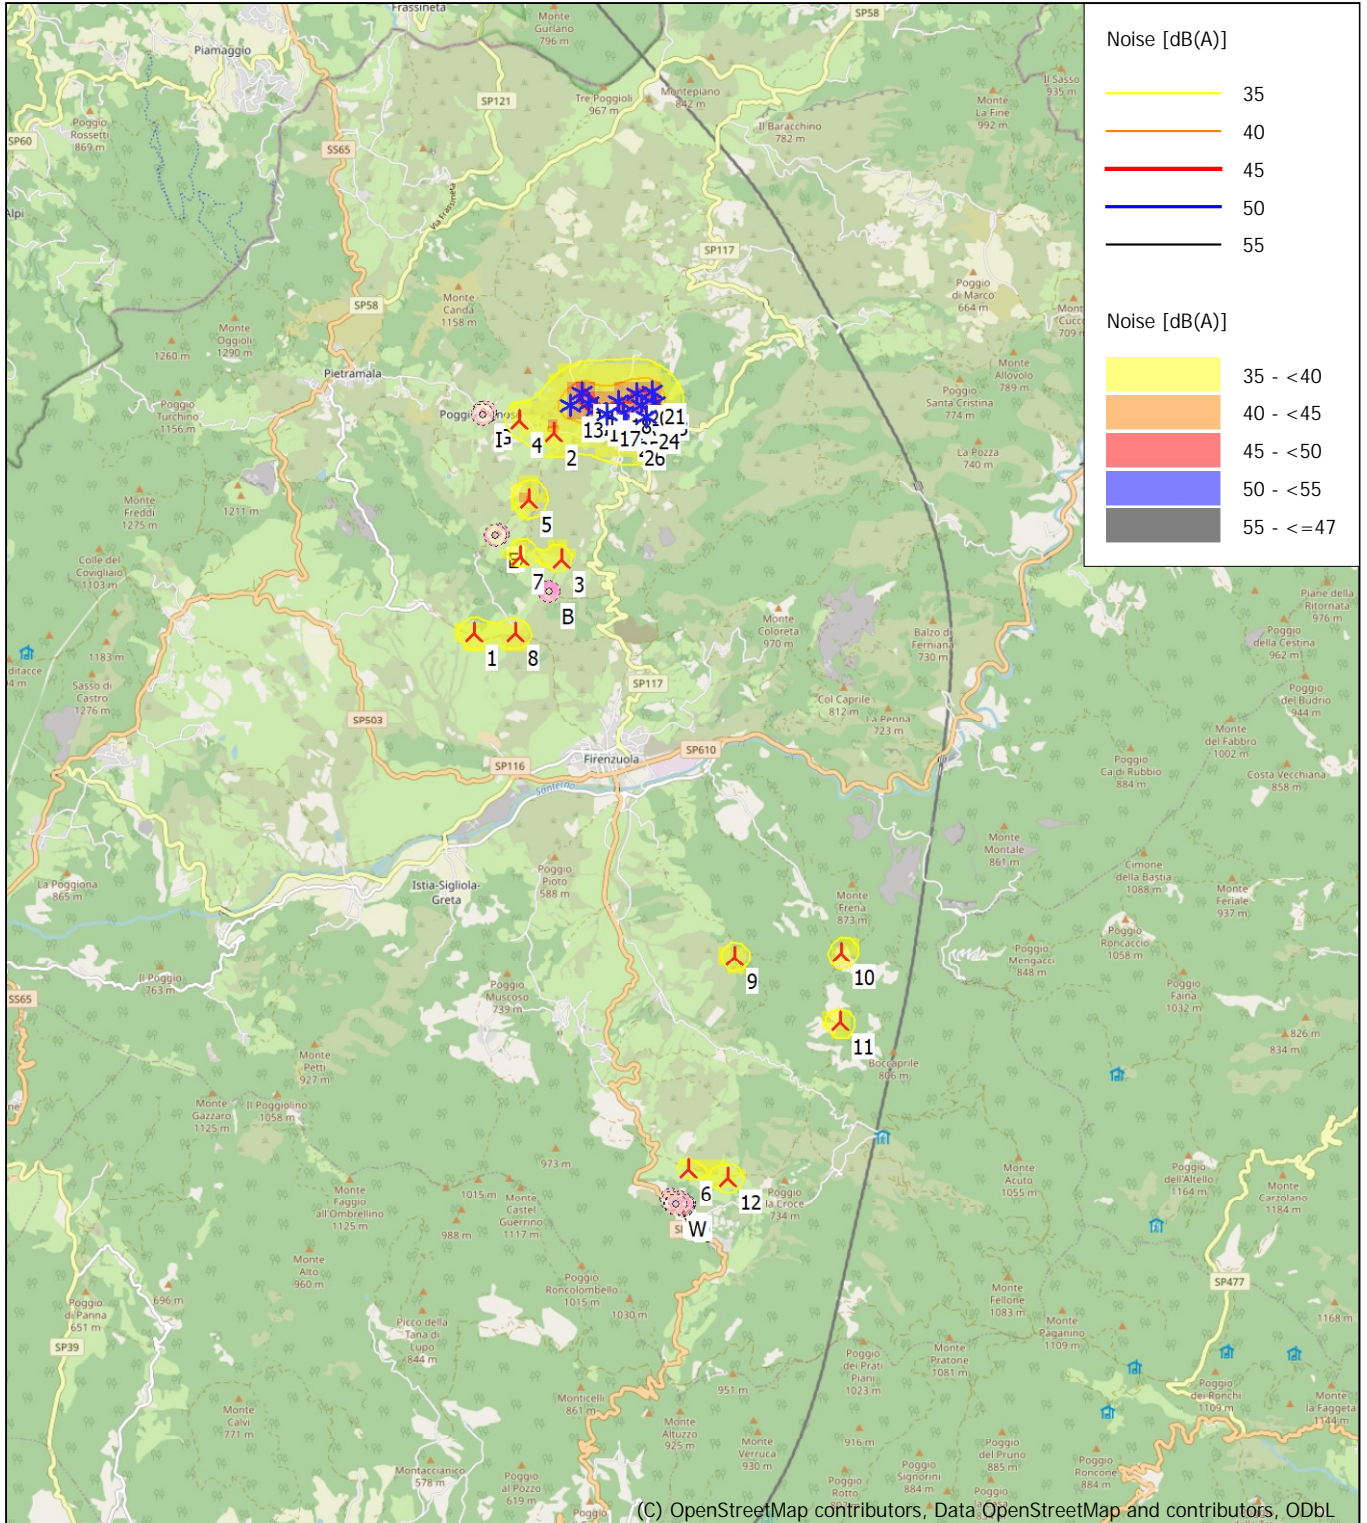 Frassineta
Monte
Gurlano
796 m
SP58
Piamaggio
Noise [dB(A)]
35
40
45
50
55
Noise [dB(A)]
35 - <40
40 - <45
45 - <50
50 - <55
55 - <=47
Il Sasso
935 m
SP121
Tre Poggioli
967 m
Montepiano
842 m
Monte
La Fine
992 m
Poggio
Rossetti
869 m
SP60
SS65
Il Baracchino
782 m
Alpi
Via Frassineta
SP117
Poggio
di Marco
664 m
Monte
Canda
1158 m
SP58
Monte
Oggioli
1290 m
1260 m
Pietramala
Monte
Allovolo
789 m
Poggio
Santa Cristina
774 m
Poggio
Turchino
1156 m
4
2
13
17
21
24
26
La Pozza
740 m
Monte
Freddi
1275 m
1211 m
5
Colle del
Covigliaio
1103 m
7
3
B
Piane della
Ritornata
976 m
Monte
Coloreta
970 m
Balzo di
Ferniana
730 m
Poggio
della Cestina
962 m
1183 m
1
8
Sasso di
Castro
1276 m
SP117
Col Caprile
812 m
La Penna
723 m
Poggio
del Budrio
944 m
SP503
Monte
del Fabbro
1002 m
Firenzuola
SP610
SP116
Santerno
Poggio
Ca di Rubbio
884 m
Costa Vecchiana
858 m
Monte
Montale
861 m
La Poggiona
865 m
Istia-Sigliola-
Greta
Poggio
Pioto
588 m
Cimone
della Bastia
1088 m
Monte
Frena
873 m
Monte
Feriale
937 m
Poggio
Roncaccio
1058 m
Il Poggio
763 m
9
10
Poggio
Mengacci
848 m
Poggio
Faina
1032 m
SS65
Poggio
Muscoso
739 m
11
826 m
834 m
Boccaprile
806 m
Monte
Petti
927 m
Monte
Gazzaro
1125 m
Il Poggiolino
1058 m
973 m
Monte
Faggio
all'Ombrellino
1125 m
1015 m
Monte
Castel
Guerrino
1117 m
988 m
6
12
W
Poggio
la Croce
734 m
Monte
Acuto
1055 m
Poggio
dell'Altello
1164 m
Monte
Carzolano
1184 m
Monte
Alto
960 m
Poggio
Roncolombello
1015 m
1030 m
Monte
Fellone
1083 m
SP477
696 m
Poggio
di Panna
651 m
SP39
Picco della
Tana di
Lupo
844 m
Monte
Paganino
1109 m
1168 m
Poggio
dei Prati
Piani
1023 m
Monte
Pratone
1081 m
951 m
Monticelli
861 m
Poggio
dei Ronchi
1109 m
Monte
la Faggeta
1144 m
Monte
Calvi
771 m
Monte
Altuzzo
925 m
Monte
Verruca
930 m
916 m
Poggio
del Pruno
885 m
Montaccianico
578 m
Poggio
al Pozzo
619 m
Poggio
Rotto
Poggio
Signorini
884 m
Poggio
Roncone
884 m
Poggio
(C) OpenStreetMap contributors, Data OpenStreetMap and contributors, ODbL